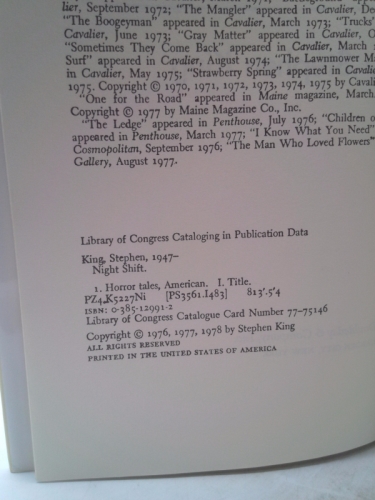 lier, September 1972; "The Mangler" appeared in Cavalier, De
"The Boogeyman" appeared in Cavalier, March 1973; "Trucks"
Cavalier, June 1973; "Gray Matter" appeared in Cavalier, O
"Sometimes They Come Back" appeared in Cavalier, March
Surf" appeared in Cavalier, August 1974; "The Lawnmower M
in Cavalier, May 1975; "Strawberry Spring" appeared in Caval
1975. Copyright © 1970, 1971, 1972, 1973, 1974, 1975 by Caval
"One for the Road" appeared in Maine magazine, March
Copyright © 1977 by Maine Magazine Co., Inc.
"The Ledge" appeared in Penthouse, July 1976; "Children o
appeared in Penthouse, March 1977; "I Know What You Need"
Cosmopolitan, September 1976; "The Man Who Loved Flowers"
Gallery, August 1977.
Library of Congress Cataloging in Publication Data
King, Stephen, 1947–
Night Shift.
1. Horror tales, American. I. Title.
PZ4.K5227Ni [PS3561.I483] 813'.5'4
ISBN: 0-385-12991-2
Library of Congress Catalogue Card Number 77-75146
Copyright © 1976, 1977, 1978 by Stephen King
ALL RIGHTS RESERVED
PRINTED IN THE UNITED STATES OF AMERICA